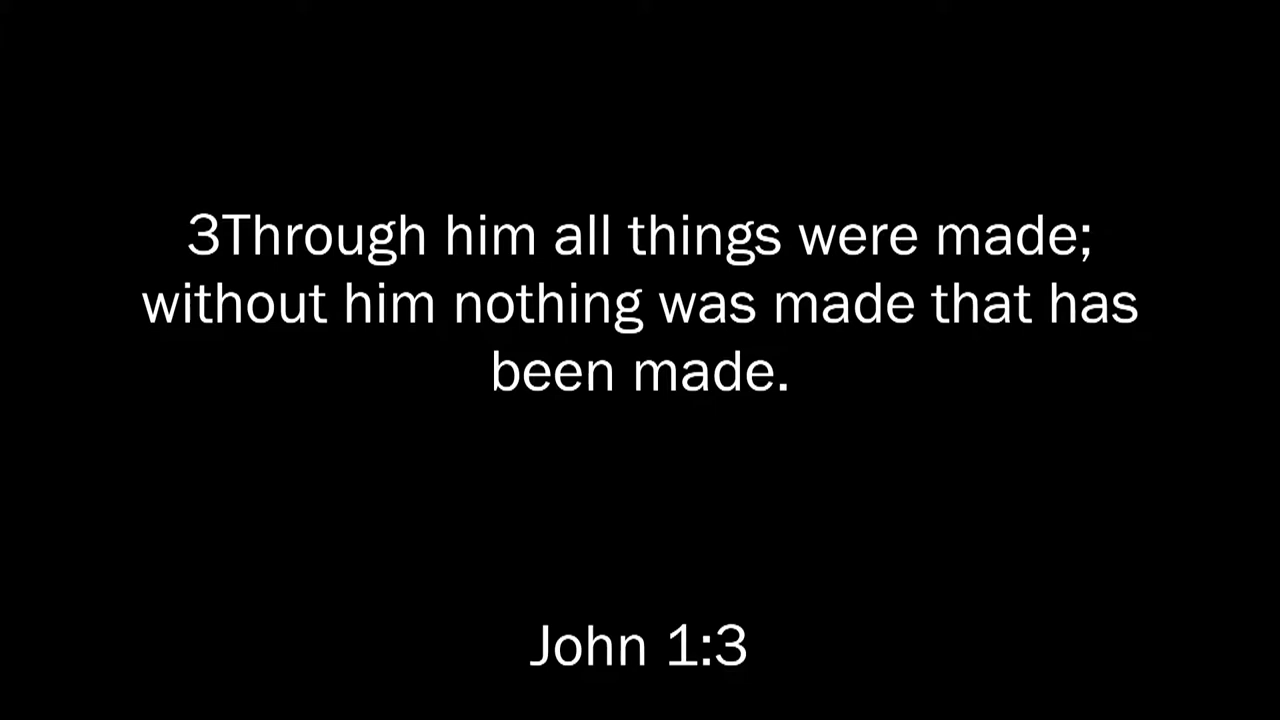 3Through him all things were made;
without him nothing was made that has
been made.
John 1:3